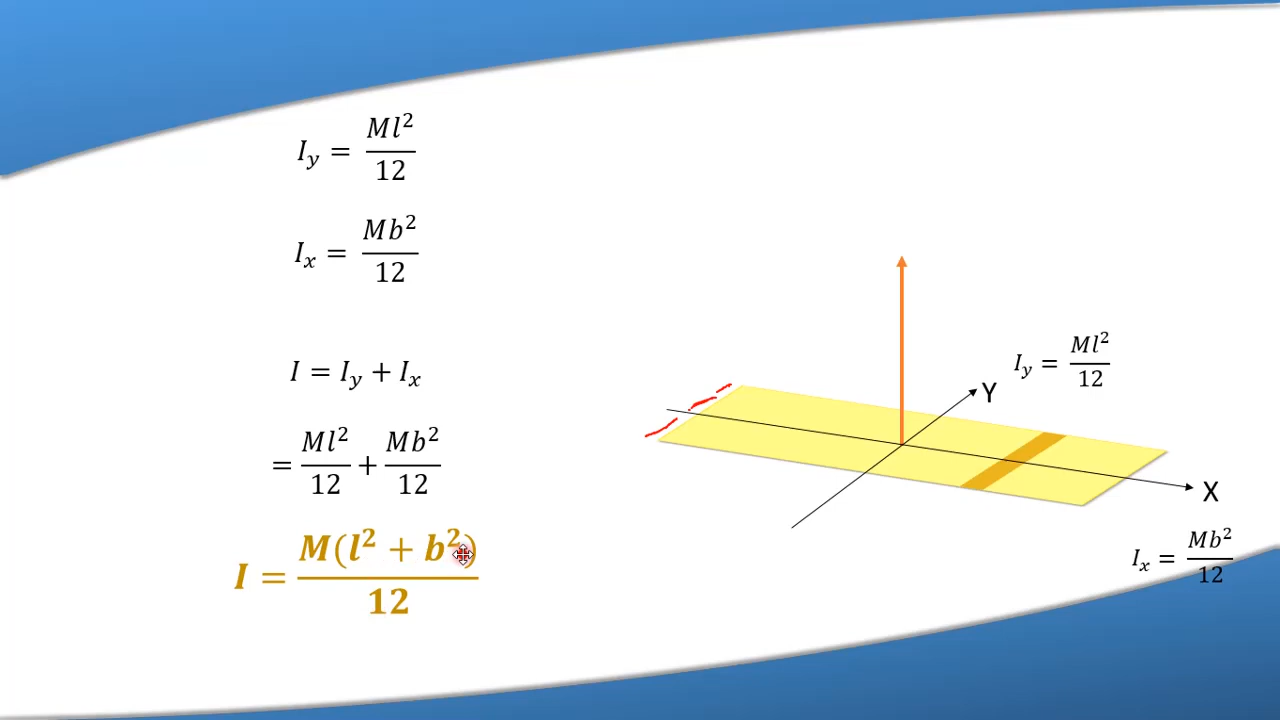 I_y = Ml²/12
I_x = Mb²/12
I = I_y + I_x
= Ml²/12 + Mb²/12
I = M(l² + b²)/12
I_y = Ml²/12
Y
X
I_x = Mb²/12